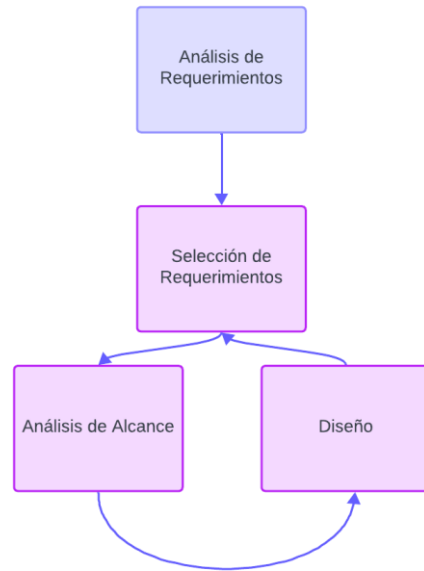 Análisis de
Requerimientos
Selección de
Requerimientos
Análisis de Alcance
Diseño